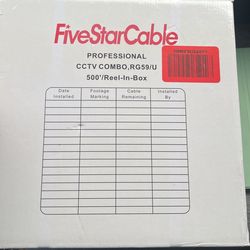 FiveStarCable
PROFESSIONAL
CCTV COMBO,RG59/U
500'/Reel-In-Box
Date Installed
Footage Marking
Cable Remaining
Installed By